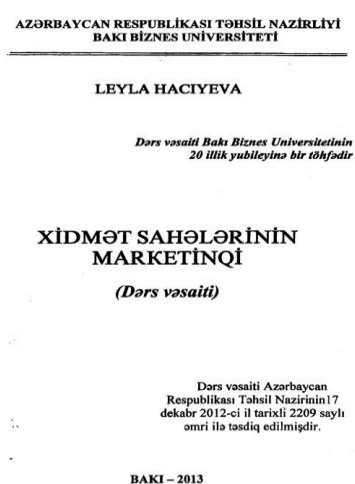 AZƏRBAYCAN RESPUBLİKASI TƏHSİL NAZİRLİYİ
BAKI BİZNES UNİVERSİTETİ
LEYLA HACIYEVA
Dərs vəsaiti Bakı Biznes Universitetinin
20 illik yubileyinə bir töhfədir
XİDMƏT SAHƏLƏRİNİN
MARKETİNQİ
(Dərs vəsaiti)
Dərs vəsaiti Azərbaycan
Respublikası Təhsil Nazirinin17
dekabr 2012-ci il tarixli 2209 saylı
əmri ilə təsdiq edilmişdir.
BAKI – 2013